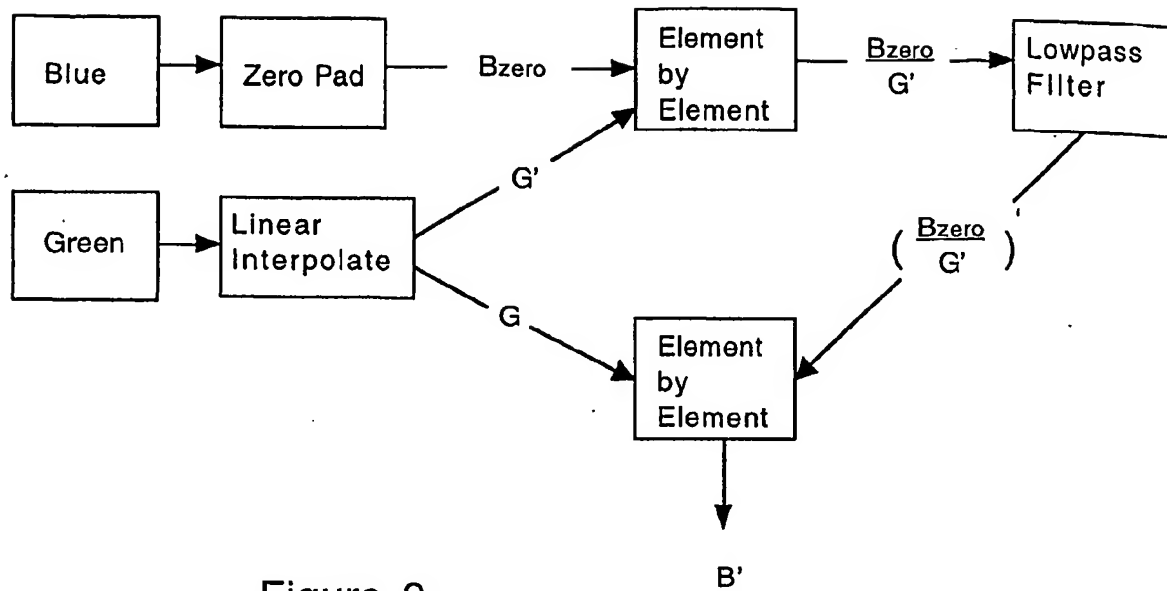 Blue
Zero Pad
Bzero
Element
by
Element
Bzero
G'
Lowpass
FIlter
G'
Green
Linear
Interpolate
(Bzero
G')'
G
Element
by
Element
B'